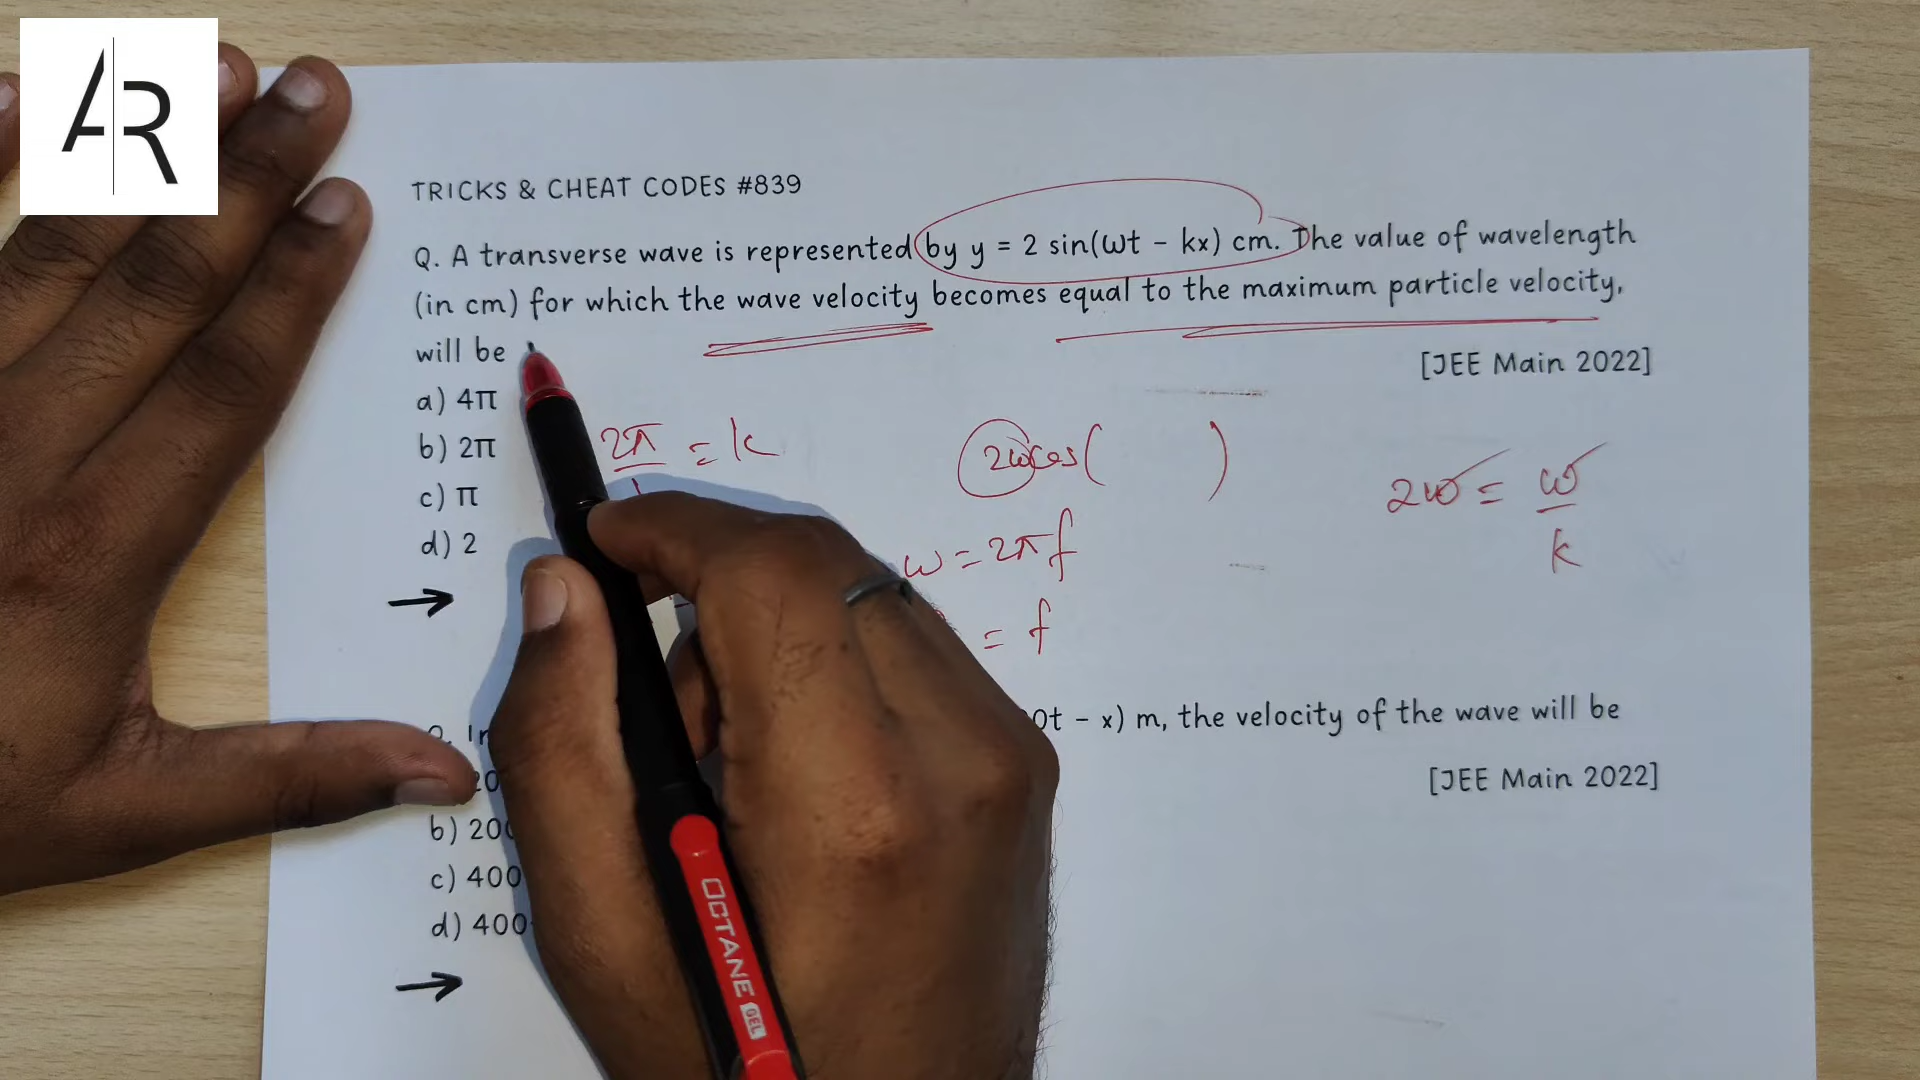 AR
TRICKS & CHEAT CODES #839
Q. A transverse wave is represented by y = 2 sin(ωt - kx) cm. The value of wavelength
(in cm) for which the wave velocity becomes equal to the maximum particle velocity,
will be
[JEE Main 2022]
a) 4π
b) 2π
c) π
d) 2
2π = k
2ωcos( )
2ω = ω/k
ω = 2πf
= f
t - x) m, the velocity of the wave will be
[JEE Main 2022]
b) 20
c) 400
d) 400
OCTANE GEL